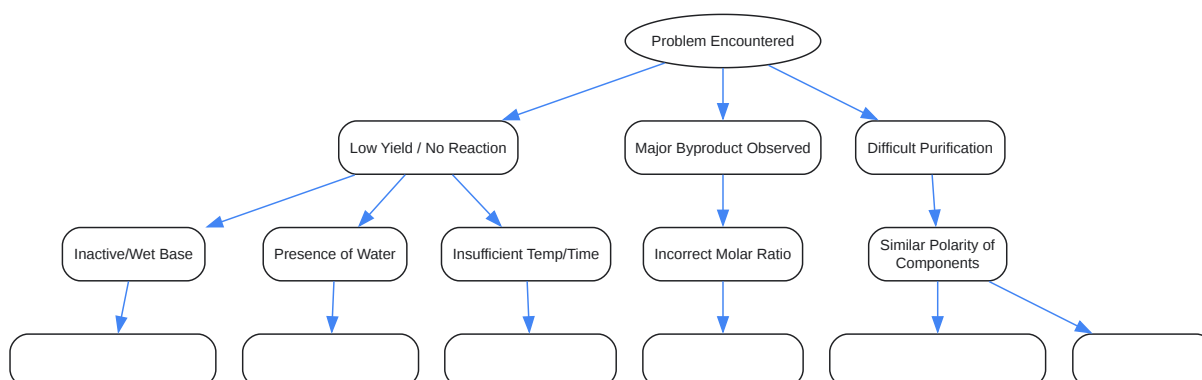 Problem Encountered
Low Yield / No Reaction
Major Byproduct Observed
Difficult Purification
Inactive/Wet Base
Presence of Water
Insufficient Temp/Time
Incorrect Molar Ratio
Similar Polarity of
Components